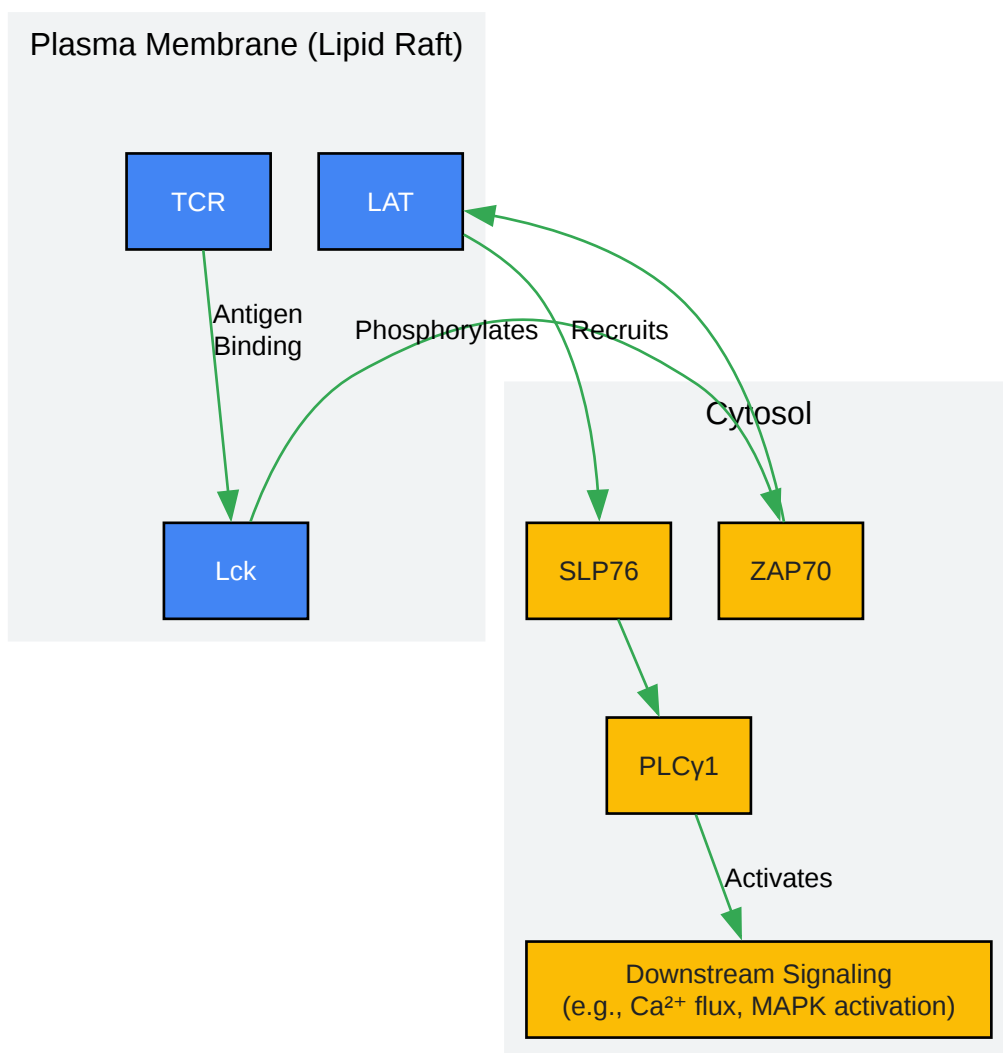 Plasma Membrane (Lipid Raft)
TCR
LAT
Antigen
Binding
Phosphorylates
Recruits
Cytosol
Lck
SLP76
ZAP70
PLCγ1
Activates
Downstream Signaling
(e.g., Ca²⁺ flux, MAPK activation)